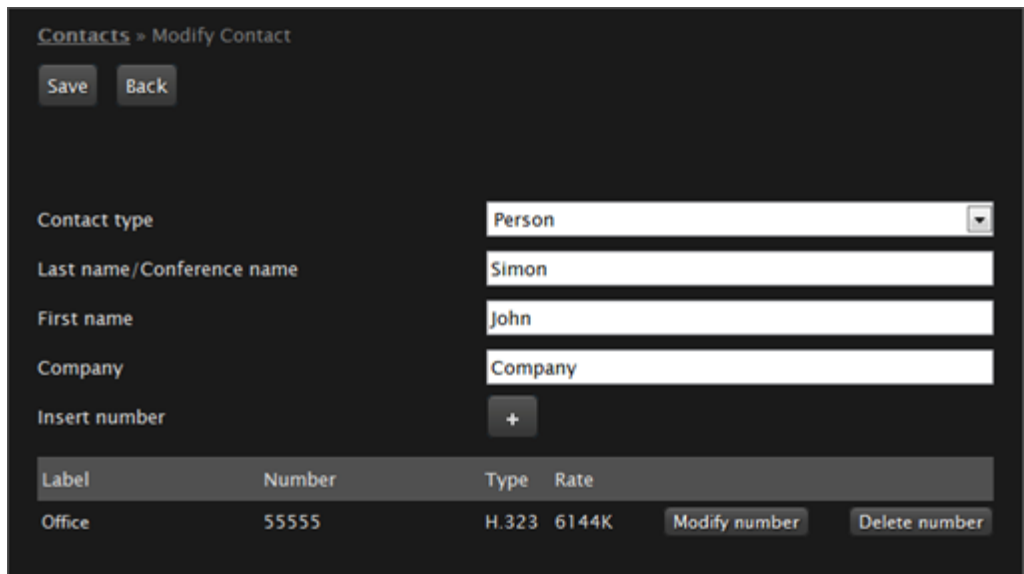 Contacts » Modify Contact
Save Back
Contact type Person
Last name/Conference name Simon
First name John
Company Company
Insert number +
Label Number Type Rate
Office 55555 H.323 6144K Modify number Delete number